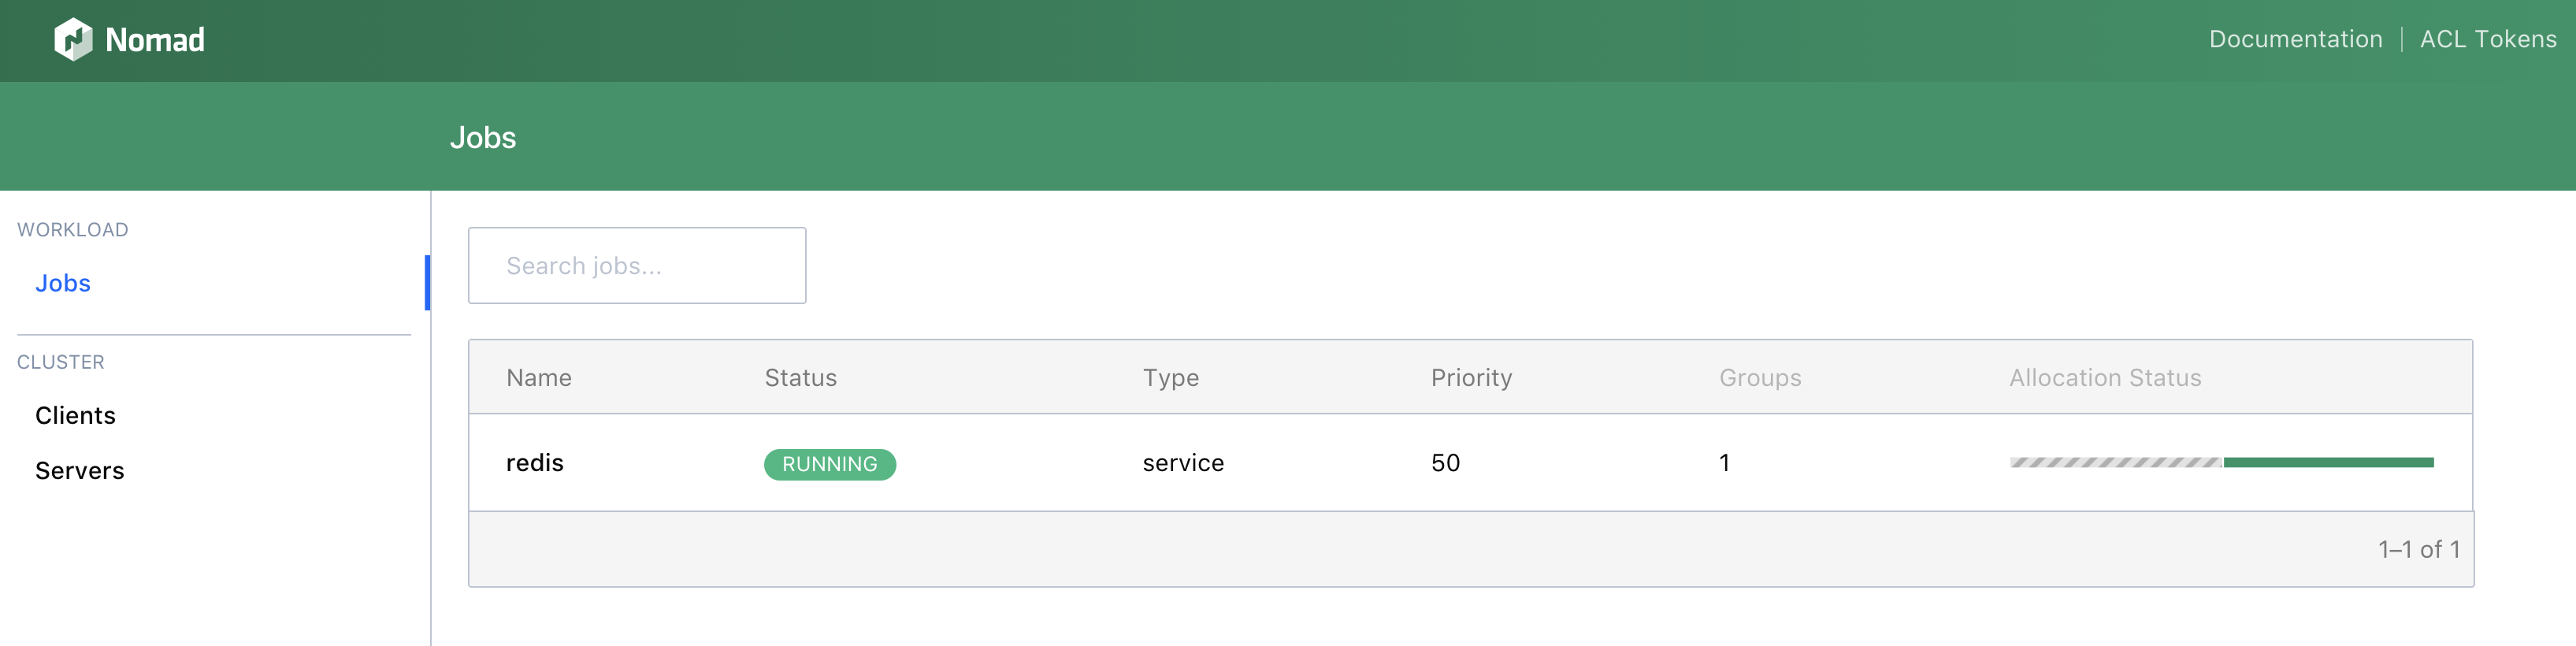 Nomad
Documentation | ACL Tokens
Jobs
WORKLOAD
Jobs
CLUSTER
Clients
Servers
Search jobs...
Name Status Type Priority Groups Allocation Status
redis RUNNING service 50 1
1–1 of 1